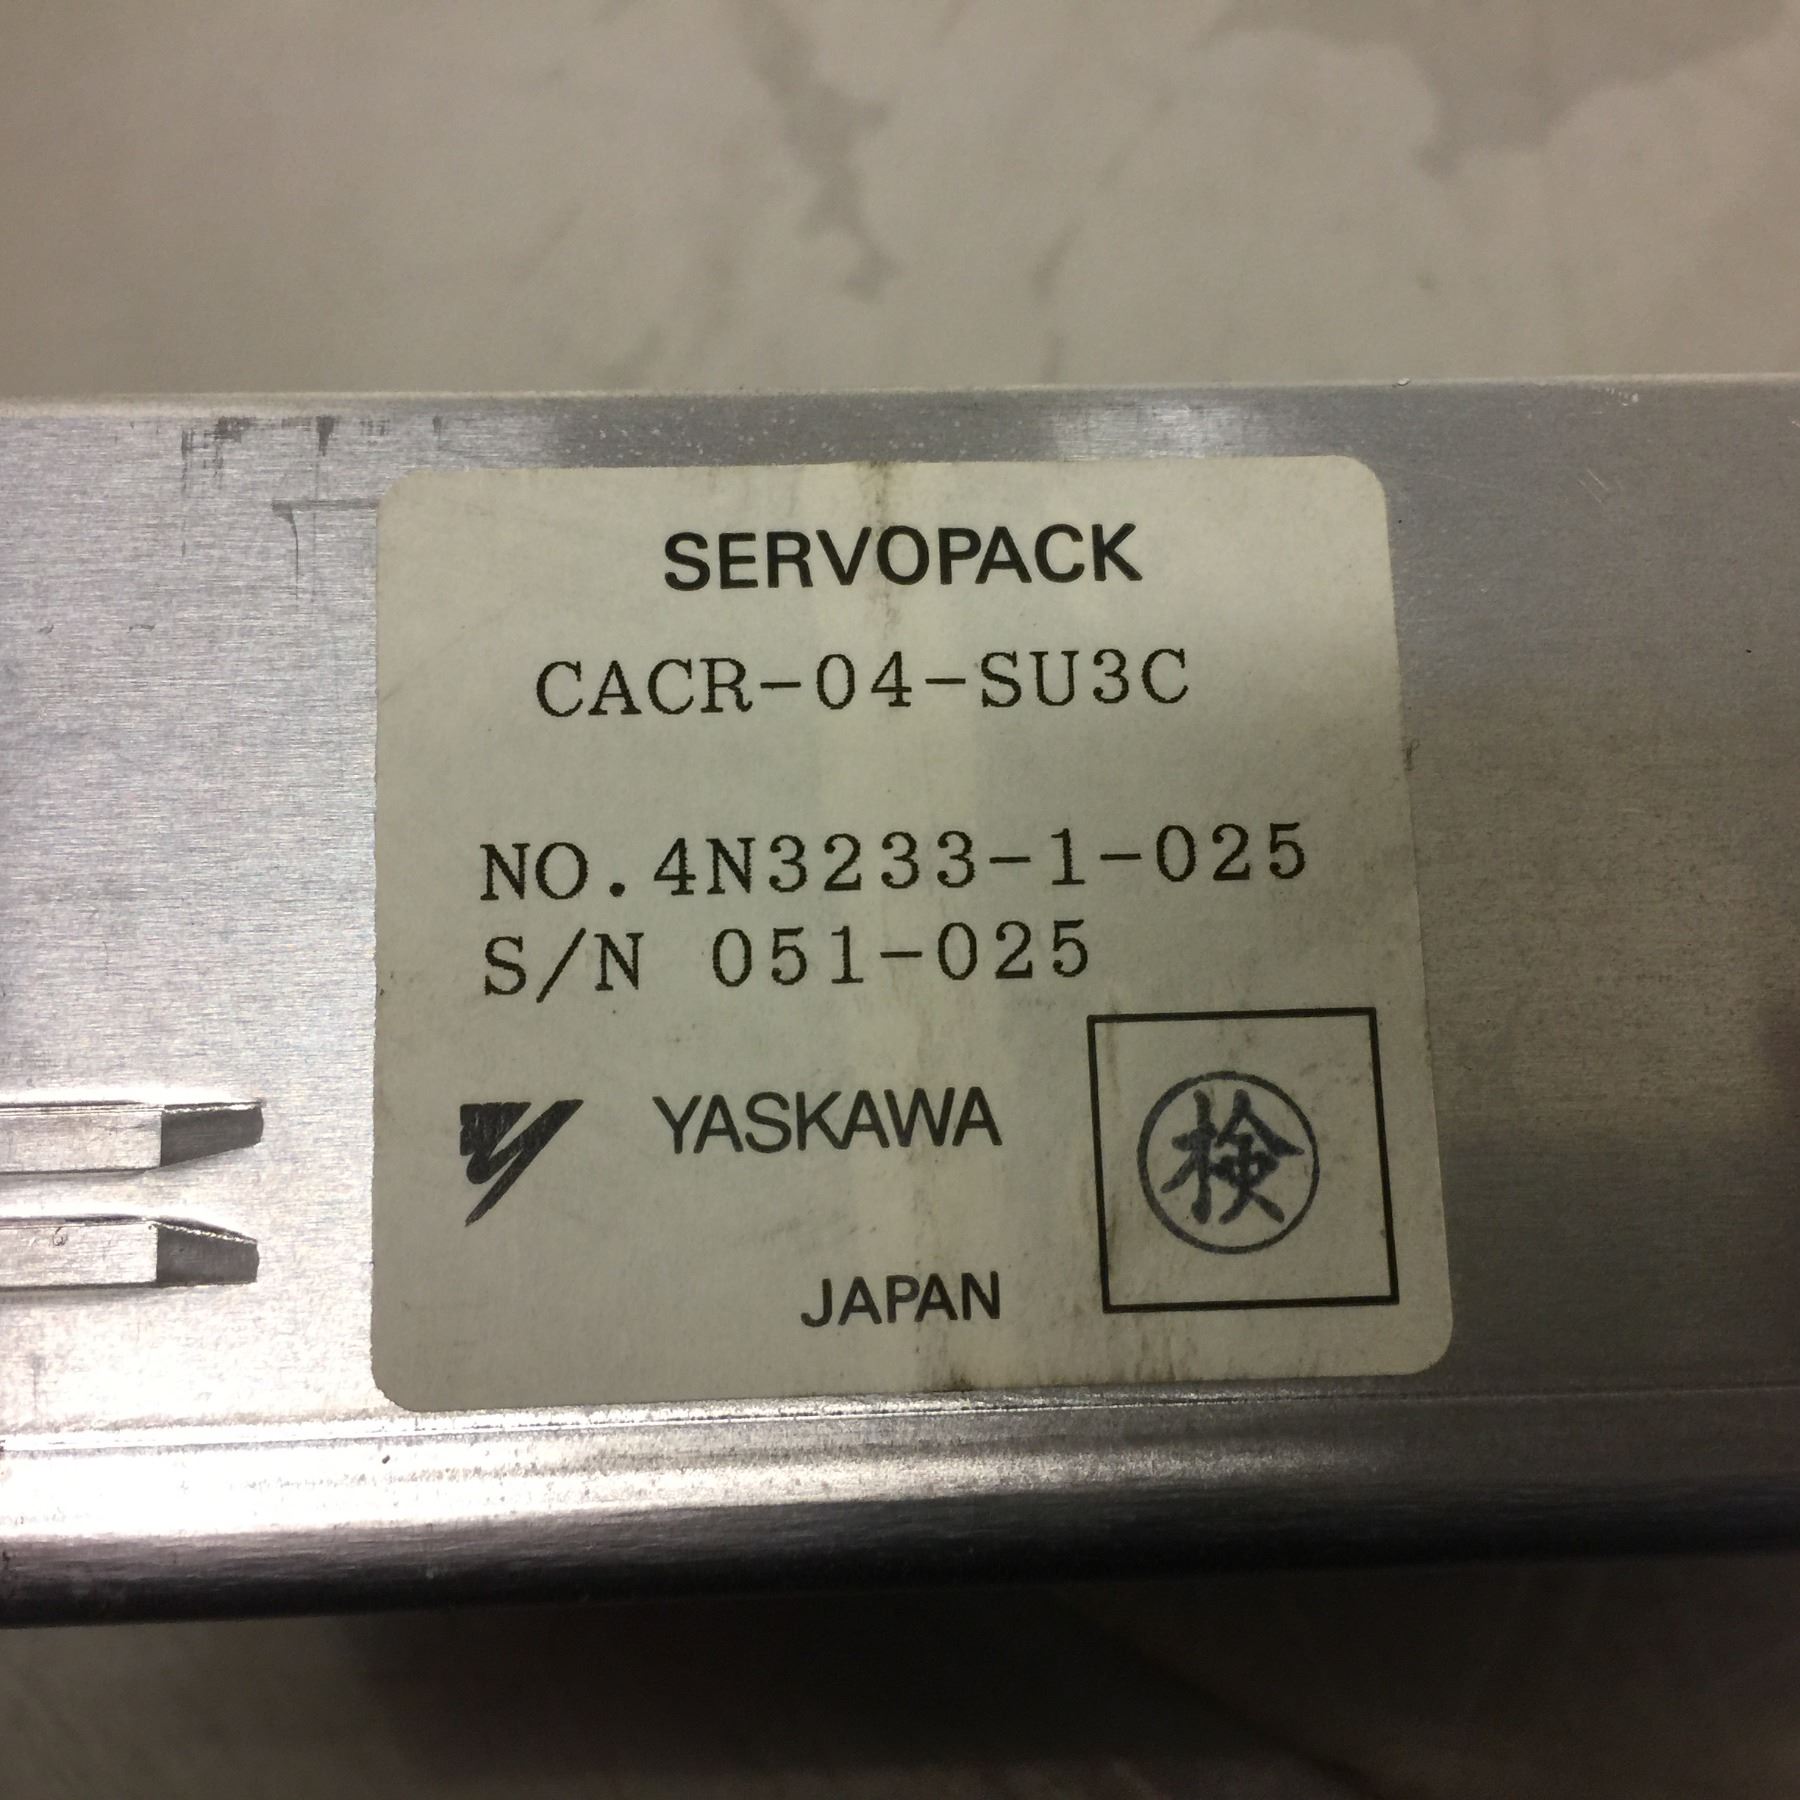 SERVOPACK
CACR-04-SU3C
NO.4N3233-1-025
S/N 051-025
YASKAWA
検
JAPAN